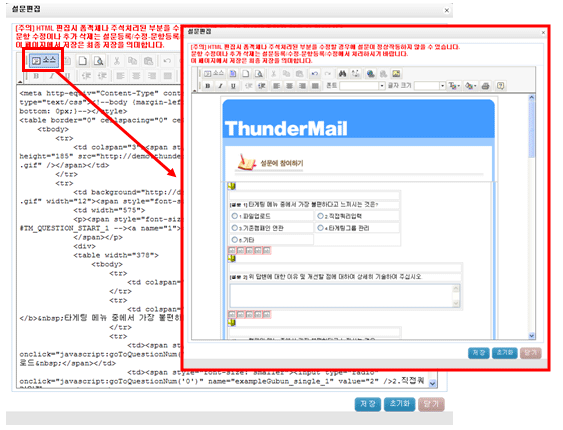 설문편집
[주의] HTML 편집시 폼객체나 주석처리된 부분을 수
문항 수정이나 추가 삭제는 설문등록/수정-문항등록/수
이 페이지에서 저장은 최종 저장을 의미합니다.
소스
<meta http-equiv="Content-Type" cont
type="text/css"><!--body {margin-lef
bottom: 0px;}--></style>
<table border="0" cellspacing="0" cel
<tbody>
<tr>
<td colspan="3"><span st
height="185" src="http://demo.thunder
.gif" /></span></td>
</tr>
<tr>
<td background="http://d
.gif" width="12"><span style="font-s
<td width="575">
<p><span style="font-siz
#TM_QUESTION_START_1 --><a name="1">
</span></p>
<div>
<table width="378">
<tbody>
<tr>
<td colspan=
</b>&nbsp;타게팅 메뉴 중에서 가장 불편하
</tr>
<tr>
<td><span st
onclick="javascript:goToQuestionNum(
로드&nbsp;</span></td>
<td><span style="font-size: smaller"><input type="radio"
onclick="javascript:goToQuestionNum('0')" name="exampleGubun_single_1" value="2" />2.직접쿼
저 장
초기화
닫 기
설문편집
[주의] HTML 편집시 폼객체나 주석처리된 부분을 수정할 경우에 설문이 정상작동하지 않을 수 있습니다.
문항 수정이나 추가 삭제는 설문등록/수정-문항등록/수정에서 처리하시기 바랍니다.
이 페이지에서 저장은 최종 저장을 의미합니다.
소스
폰트
글자 크기
ThunderMail
설문에 참여하기
[설문 1] 타게팅 메뉴 중에서 가장 불편하다고 느끼시는 것은?
1.파일업로드
2.직접쿼리입력
3.기존캠페인 연관
4.타게팅그룹 관리
5.기타
[설문 2] 위 답변에 대한 이유 및 개선할 점에 대하여 상세히 기술하여 주십시오
저 장
초기화
닫 기